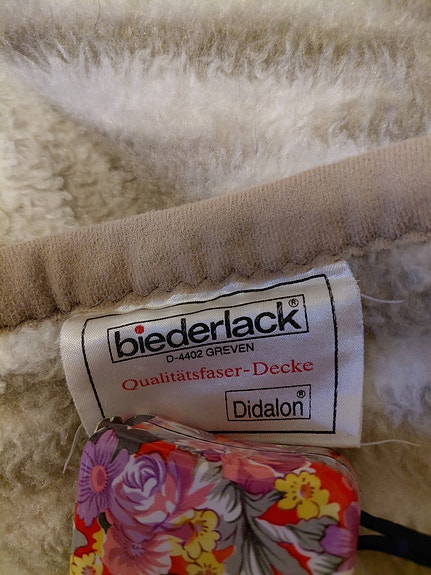 biederlack®
D-4402 GREVEN
Qualitätsfaser-Decke
Didalon®